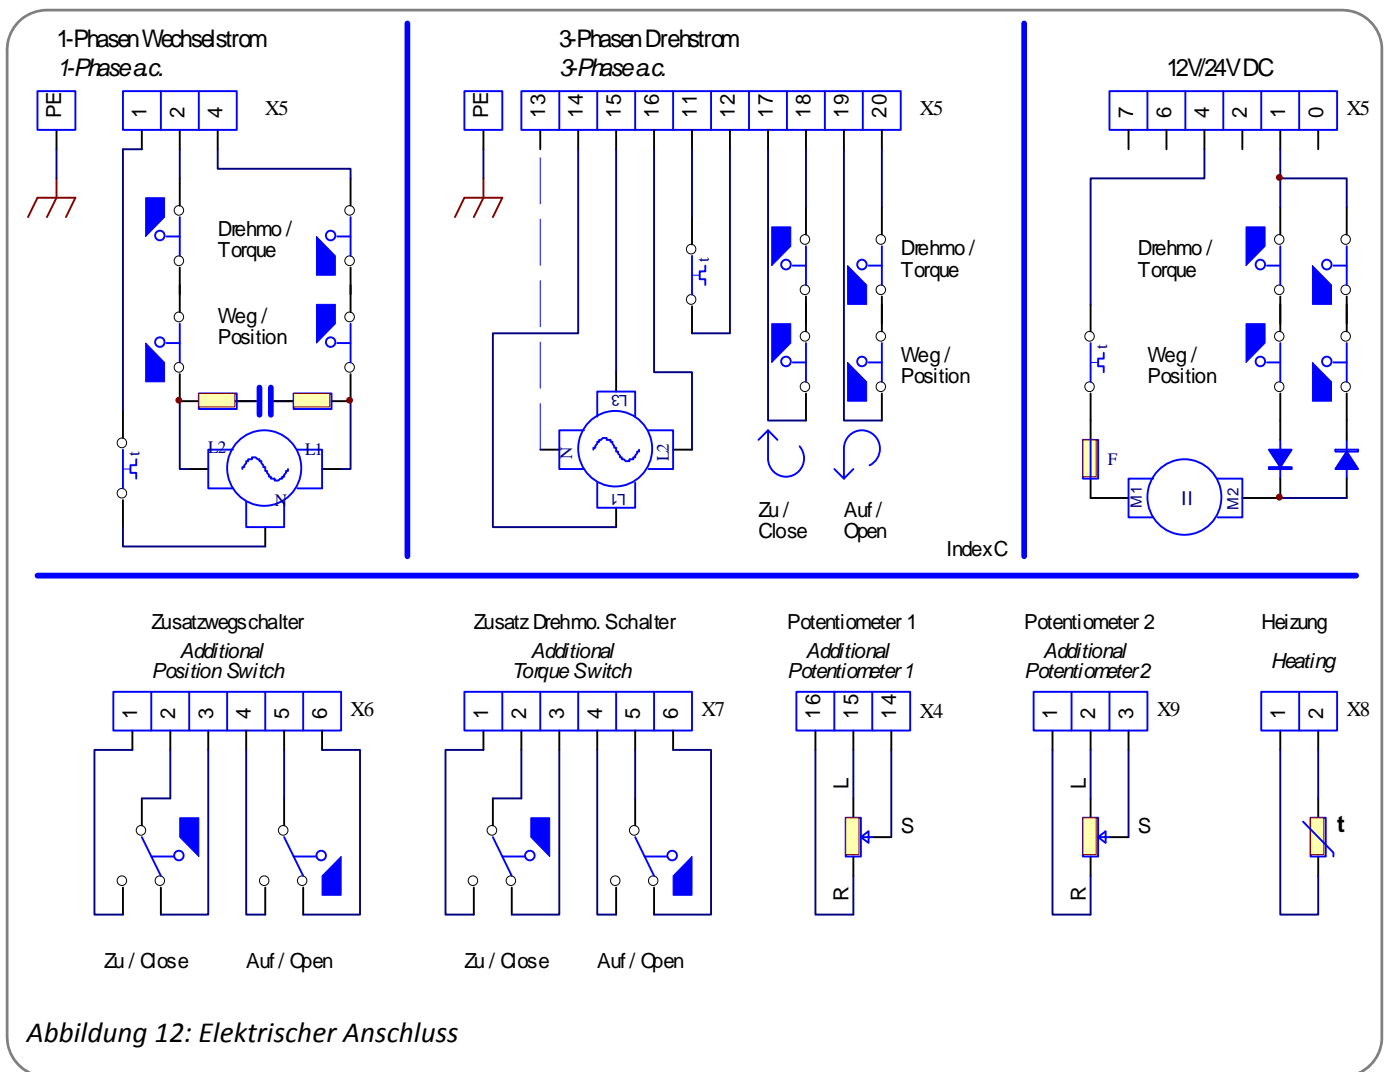 1-Phasen Wechselstrom
1-Phase a.c.
PE
1 2 4 X5
Drehmo /
Torque
Weg /
Position
t
L2 L1
N
3-Phasen Drehstrom
3-Phase a.c.
PE
13 14 15 16 11 12 17 18 19 20 X5
t
Drehmo /
Torque
Weg /
Position
L3
N L2
L1
Zu /
Close
Auf /
Open
Index C
12V/24V DC
7 6 4 2 1 0 X5
Drehmo /
Torque
Weg /
Position
t
F
M1 II M2
Zusatzwegschalter
Additional
Position Switch
1 2 3 4 5 6 X6
Zu / Close Auf / Open
Zusatz Drehmo. Schalter
Additional
Torque Switch
1 2 3 4 5 6 X7
Zu / Close Auf / Open
Potentiometer 1
Additional
Potentiometer 1
16 15 14 X4
L
S
R
Potentiometer 2
Additional
Potentiometer 2
1 2 3 X9
L
S
R
Heizung
Heating
1 2 X8
t
Abbildung 12: Elektrischer Anschluss